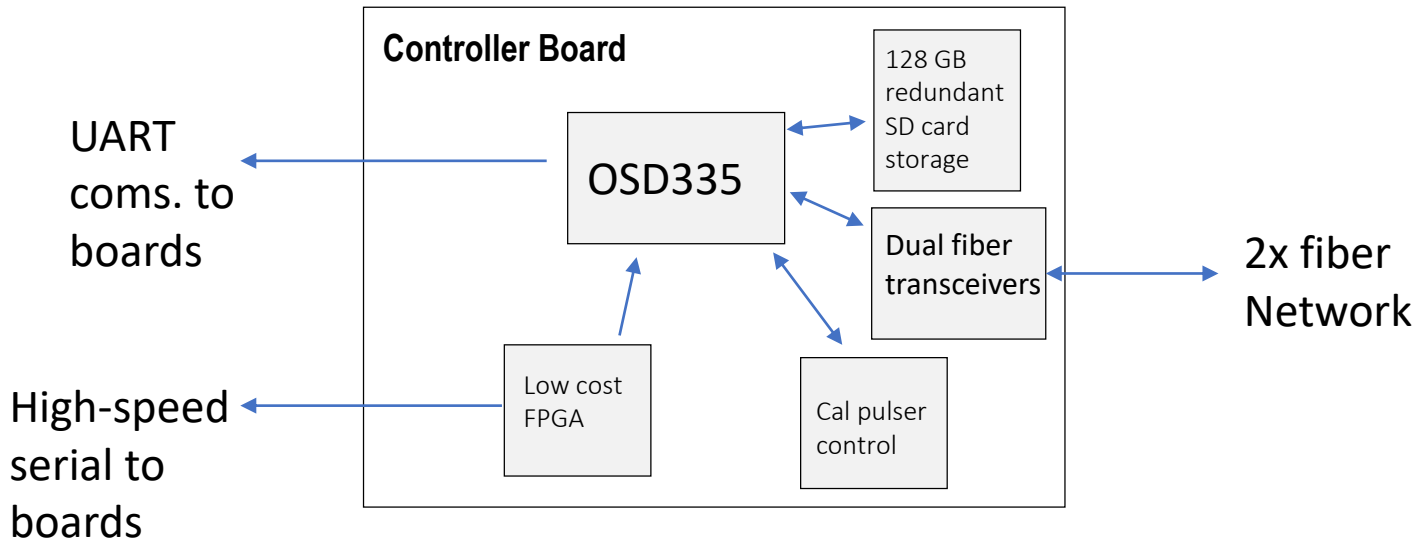 Controller Board
128 GB
redundant
SD card
storage
UART
coms. to
boards
OSD335
Dual fiber
transceivers
2x fiber
Network
High-speed
serial to
boards
Low cost
FPGA
Cal pulser
control